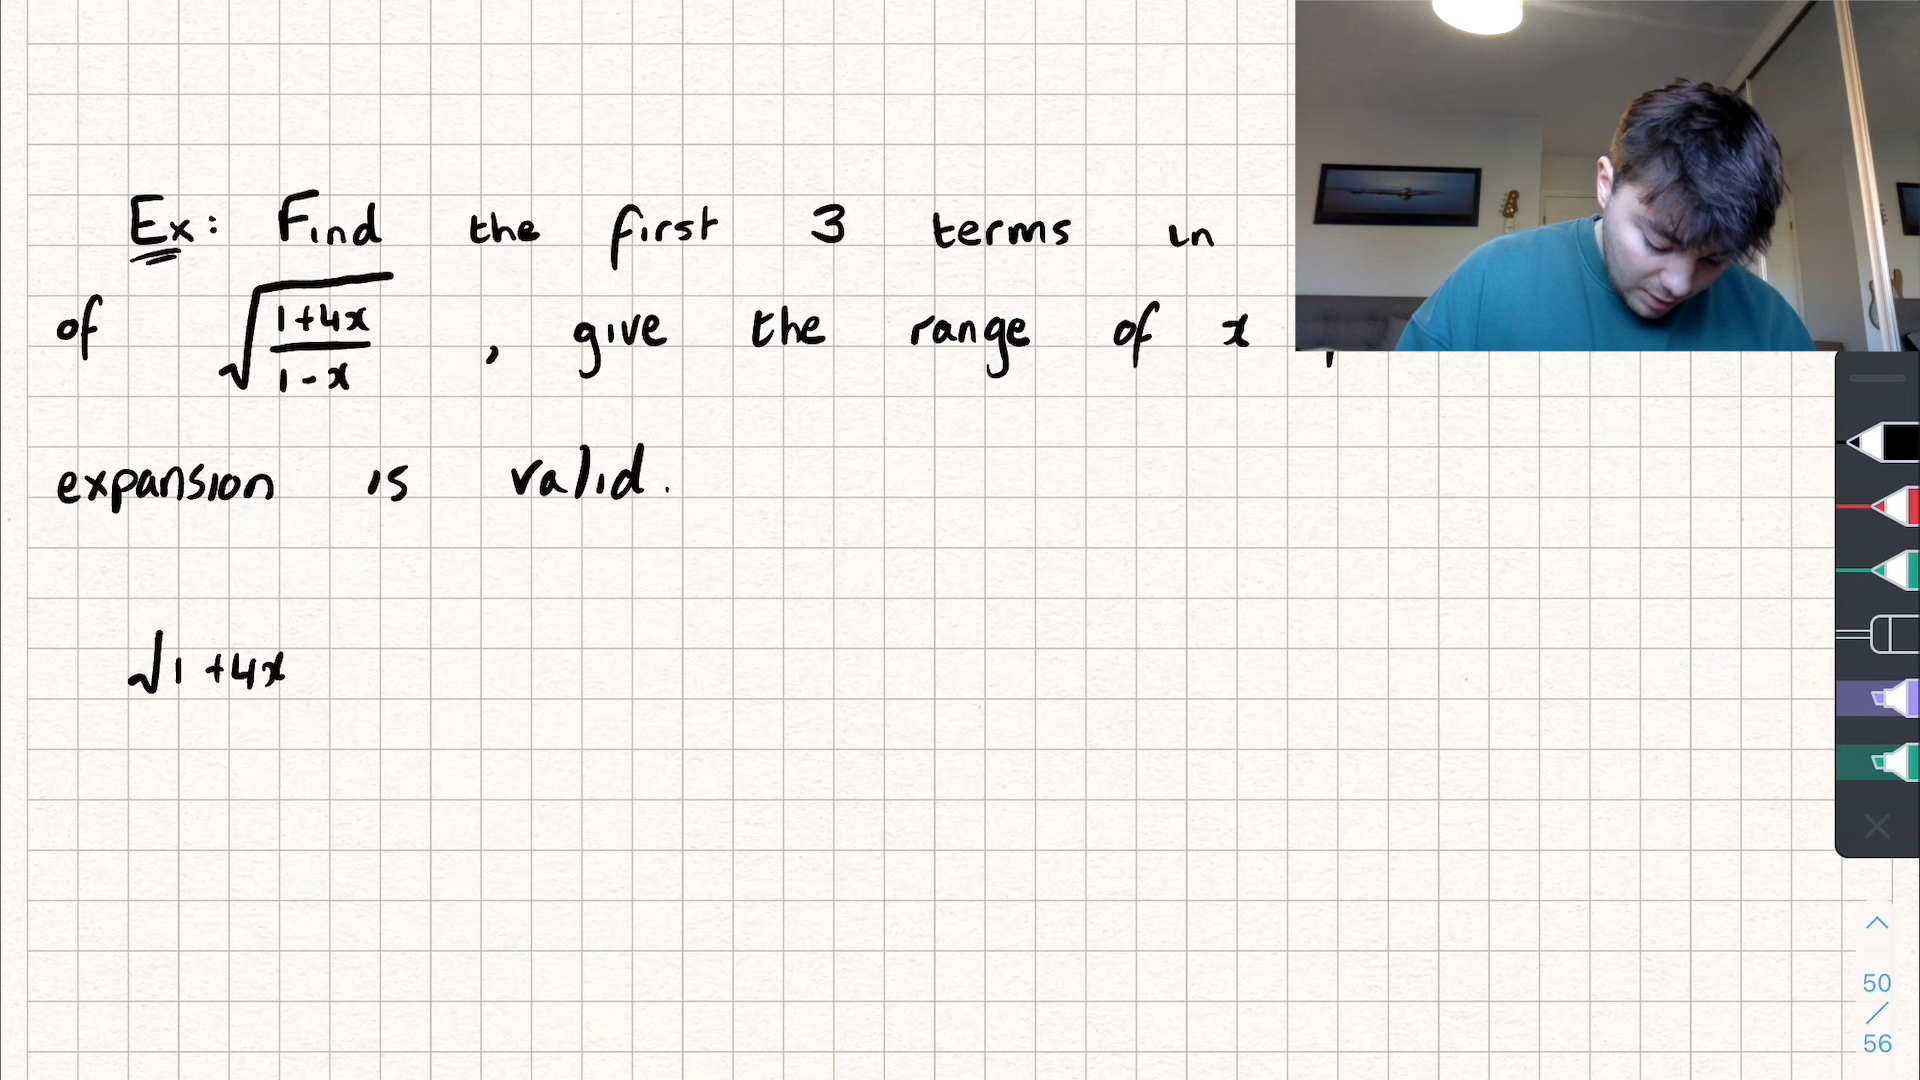 Ex: Find the first 3 terms in
of √((1+4x)/(1-x)), give the range of x
expansion is valid.
√1+4x
50
/
56